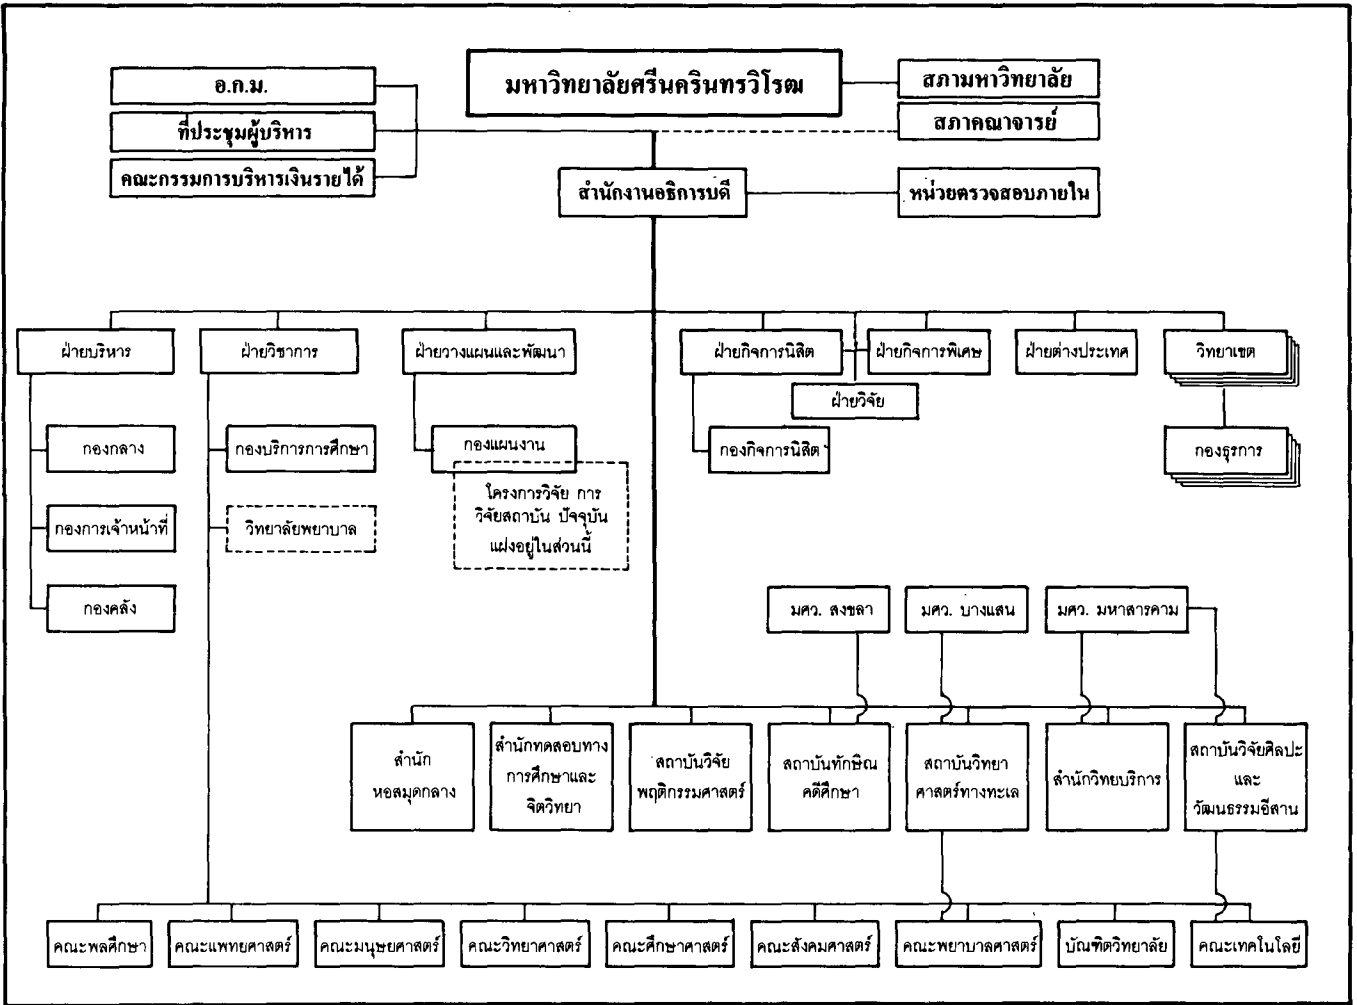 มหาวิทยาลัยศรีนครินทรวิโรฒ
อ.ก.ม.
สภามหาวิทยาลัย
ที่ประชุมผู้บริหาร
สภาคณาจารย์
คณะกรรมการบริหารเงินรายได้
สำนักงานอธิการบดี
หน่วยตรวจสอบภายใน
ฝ่ายบริหาร
ฝ่ายวิชาการ
ฝ่ายวางแผนและพัฒนา
ฝ่ายกิจการนิสิต
ฝ่ายกิจการพิเศษ
ฝ่ายต่างประเทศ
วิทยาเขต
ฝ่ายวิจัย
กองกลาง
กองบริการการศึกษา
กองแผนงาน
กองกิจการนิสิต
กองธุรการ
โครงการวิจัย การ
วิจัยสถาบัน ปัจจุบัน
แฝงอยู่ในส่วนนี้
กองการเจ้าหน้าที่
วิทยาลัยพยาบาล
กองคลัง
มศว. สงขลา
มศว. บางแสน
มศว. มหาสารคาม
สำนัก
หอสมุดกลาง
สำนักทดสอบทาง
การศึกษาและ
จิตวิทยา
สถาบันวิจัย
พฤติกรรมศาสตร์
สถาบันทักษิณ
คดีศึกษา
สถาบันวิทยา
ศาสตร์ทางทะเล
สำนักวิทยบริการ
สถาบันวิจัยศิลปะ
และ
วัฒนธรรมอีสาน
คณะพลศึกษา
คณะแพทยศาสตร์
คณะมนุษยศาสตร์
คณะวิทยาศาสตร์
คณะศึกษาศาสตร์
คณะสังคมศาสตร์
คณะพยาบาลศาสตร์
บัณฑิตวิทยาลัย
คณะเทคโนโลยี